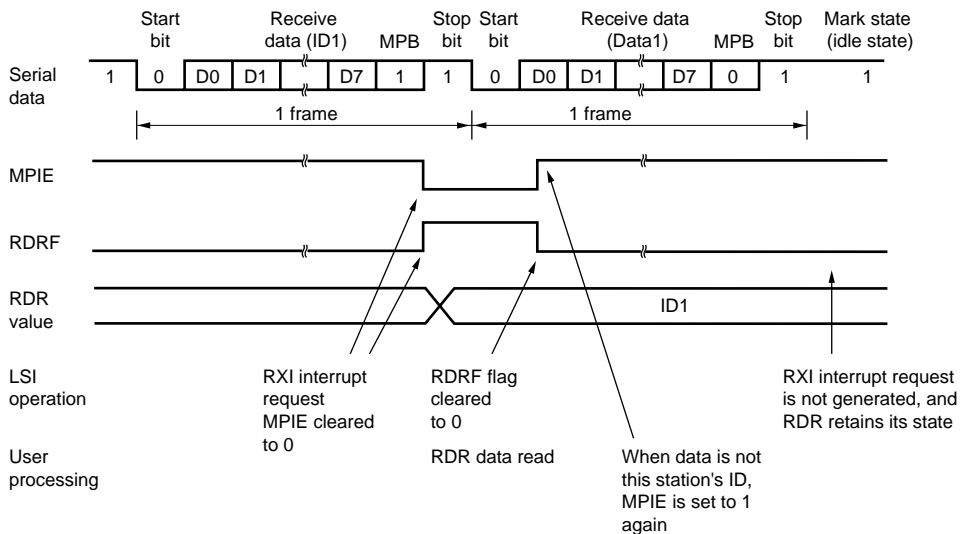 Start bit
Receive data (ID1)
MPB
Stop bit
Start bit
Receive data (Data1)
MPB
Stop bit
Mark state (idle state)
Serial data
1 0 D0 D1 D7 1 1 0 D0 D1 D7 0 1 1
1 frame
1 frame
MPIE
RDRF
RDR value
ID1
LSI operation
RXI interrupt request
MPIE cleared to 0
RDRF flag cleared to 0
RXI interrupt request is not generated, and RDR retains its state
User processing
RDR data read
When data is not this station's ID, MPIE is set to 1 again